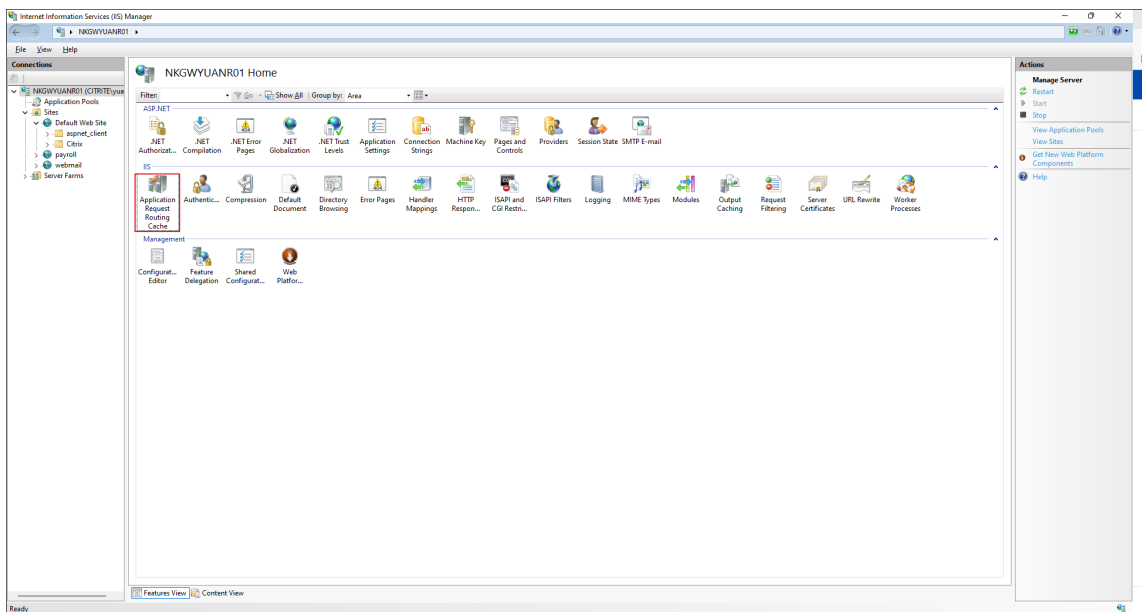 Internet Information Services (IIS) Manager
NKGWYUANR01
File View Help
Connections
NKGWYUANR01 (CITRITE\yua
Application Pools
Sites
Default Web Site
aspnet_client
Citrix
payroll
webmail
Server Farms
NKGWYUANR01 Home
Filter: Go Show All Group by: Area
ASP.NET
.NET Authorizat...
.NET Compilation
.NET Error Pages
.NET Globalization
.NET Trust Levels
Application Settings
Connection Strings
Machine Key
Pages and Controls
Providers
Session State
SMTP E-mail
IIS
Application Request Routing Cache
Authentic...
Compression
Default Document
Directory Browsing
Error Pages
Handler Mappings
HTTP Respon...
ISAPI and CGI Restri...
ISAPI Filters
Logging
MIME Types
Modules
Output Caching
Request Filtering
Server Certificates
URL Rewrite
Worker Processes
Management
Configurat... Editor
Feature Delegation
Shared Configurat...
Web Platfor...
Features View
Content View
Actions
Manage Server
Restart
Start
Stop
View Application Pools
View Sites
Get New Web Platform
Components
Help
Ready